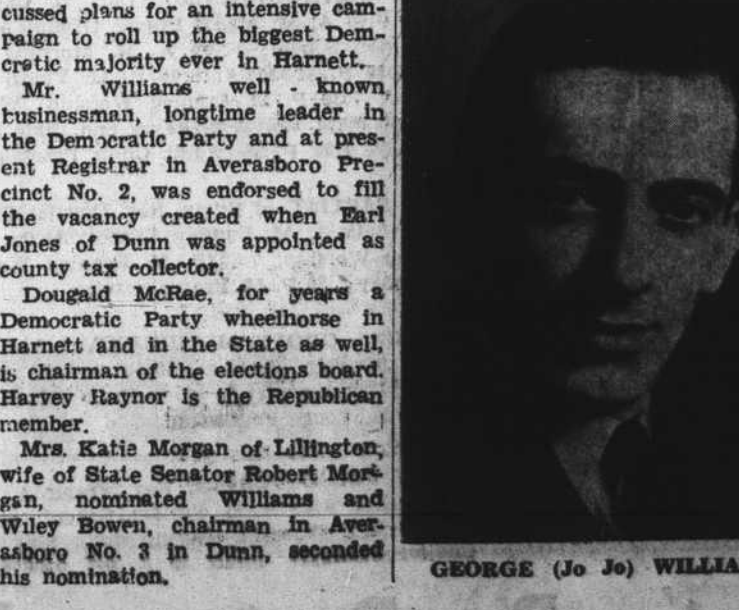 cussed plans for an intensive cam-
paign to roll up the biggest Dem-
cratic majority ever in Harnett.
Mr. Williams well - known
businessman, longtime leader in
the Democratic Party and at pres-
ent Registrar in Averasboro Pre-
cinct No. 2, was endorsed to fill
the vacancy created when Earl
Jones of Dunn was appointed as
county tax collector.
Dougald McRae, for years a
Democratic Party wheelhorse in
Harnett and in the State as well,
is chairman of the elections board.
Harvey Raynor is the Republican
member.
Mrs. Katie Morgan of Lillington,
wife of State Senator Robert Mor-
gan, nominated Williams and
Wiley Bowen, chairman in Aver-
asboro No. 3 in Dunn, seconded
his nomination.
GEORGE (Jo Jo) WILLIA